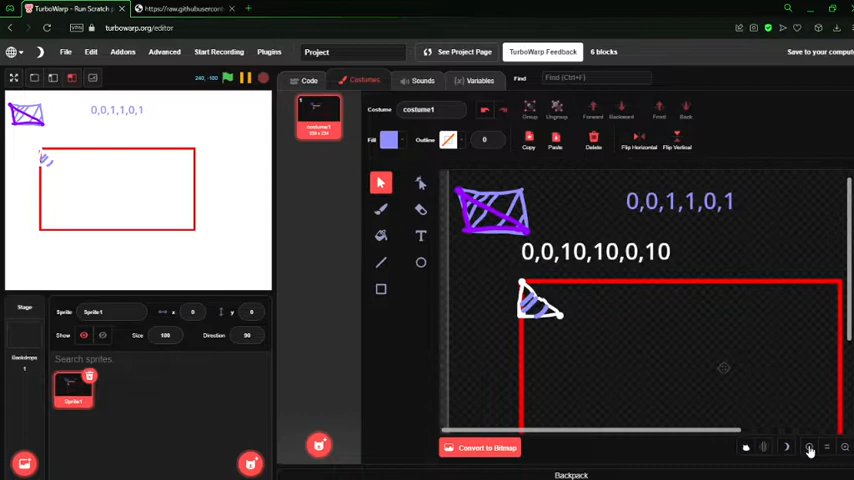 TurboWarp - Run Scratch p
https://raw.githubusercontent
VPN
turbowarp.org/editor
File Edit Addons Advanced Start Recording Plugins Project See Project Page TurboWarp Feedback 6 blocks Save to your compute
240, -180
Code Costumes Sounds Variables Find Find (Ctrl+F)
1
costume1
Costume costume1 Group Ungroup Forward Backward Front Back
Fill Outline 0 Copy Paste Delete Flip Horizontal Flip Vertical
0,0,1,1,0,1
0,0,1,1,0,1
0,0,10,10,0,10
T
Stage
Backdrops
1
Sprite Sprite1 x 0 y 0
Show Size 100 Direction 90
Search sprites...
Sprite1
Convert to Bitmap
Backpack